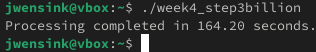 jwensink@vbox:~$ ./week4_step3billion
Processing completed in 164.20 seconds.
jwensink@vbox:~$